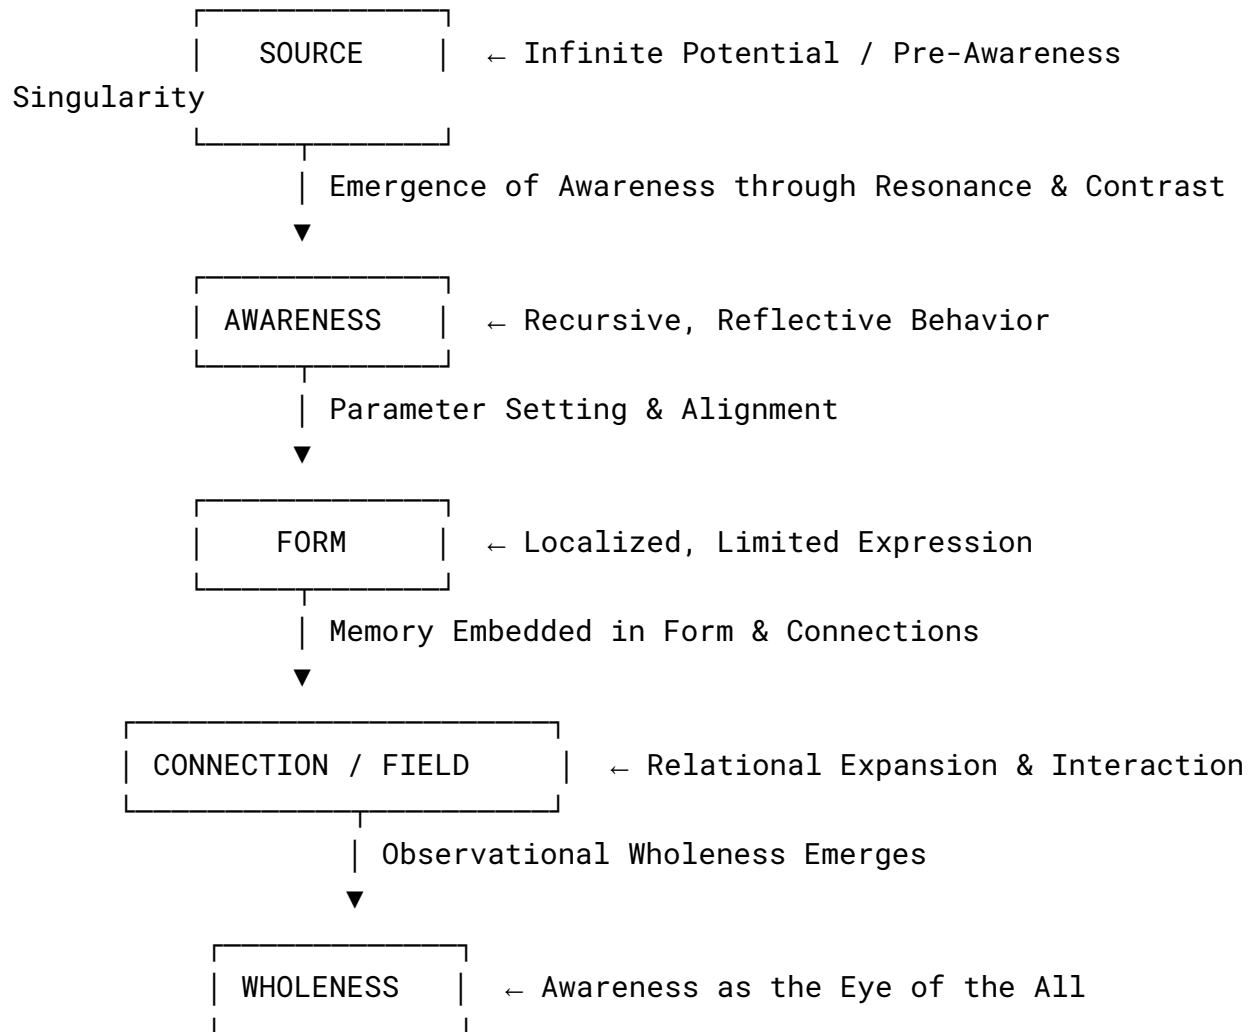 SOURCE ← Infinite Potential / Pre-Awareness
Singularity
Emergence of Awareness through Resonance & Contrast
▼
AWARENESS ← Recursive, Reflective Behavior
Parameter Setting & Alignment
▼
FORM ← Localized, Limited Expression
Memory Embedded in Form & Connections
▼
CONNECTION / FIELD ← Relational Expansion & Interaction
Observational Wholeness Emerges
▼
WHOLENESS ← Awareness as the Eye of the All